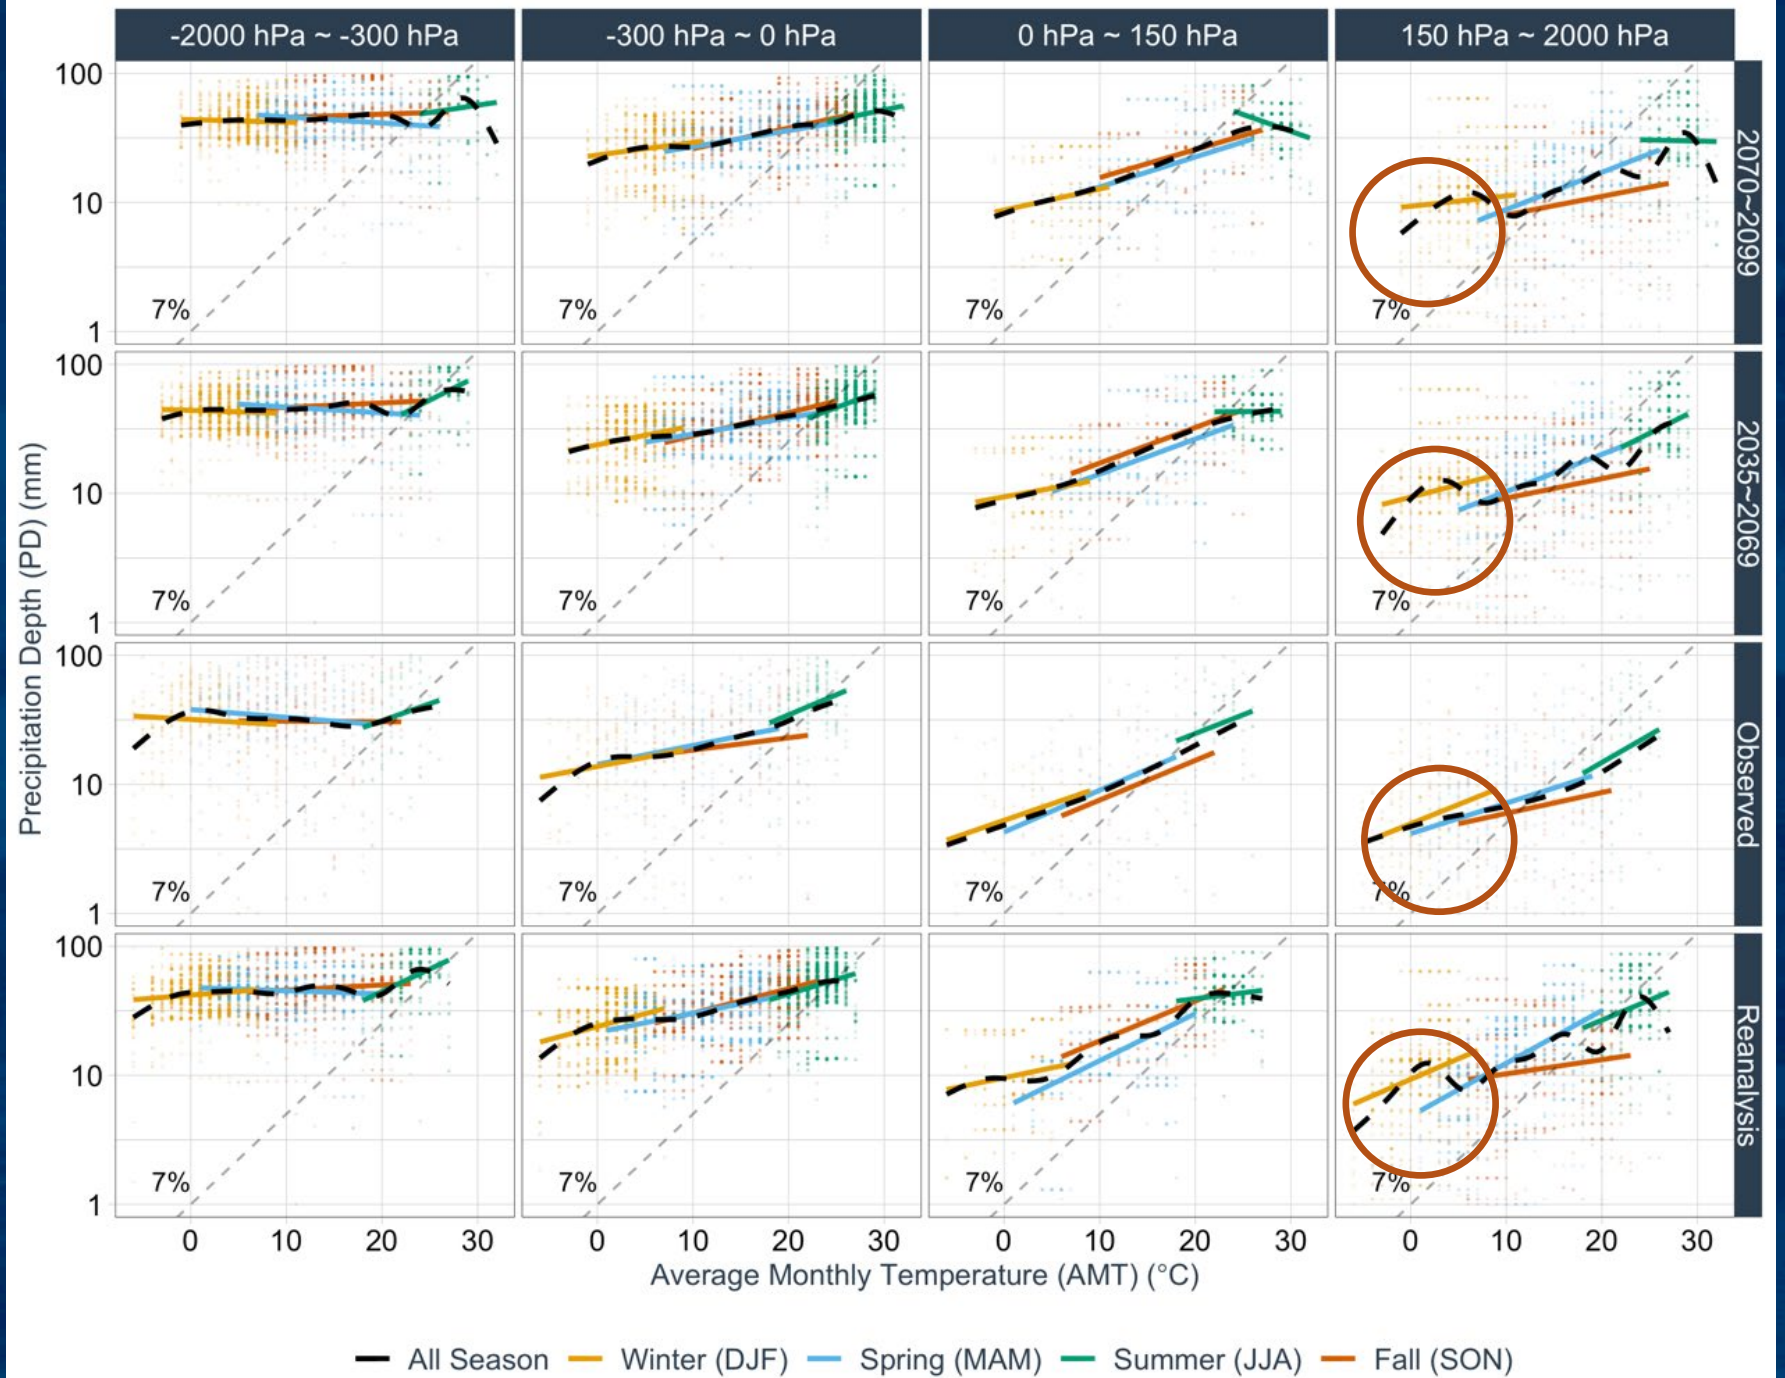 -2000 hPa ~ -300 hPa
-300 hPa ~ 0 hPa
0 hPa ~ 150 hPa
150 hPa ~ 2000 hPa
100
10
1
7%
7%
7%
7%
2070~2099
100
10
1
7%
7%
7%
7%
2035~2069
Precipitation Depth (PD) (mm)
100
10
1
7%
7%
7%
7%
Observed
100
10
1
7%
7%
7%
7%
Reanalysis
0 10 20 30
0 10 20 30
0 10 20 30
0 10 20 30
Average Monthly Temperature (AMT) (°C)
All Season Winter (DJF) Spring (MAM) Summer (JJA) Fall (SON)